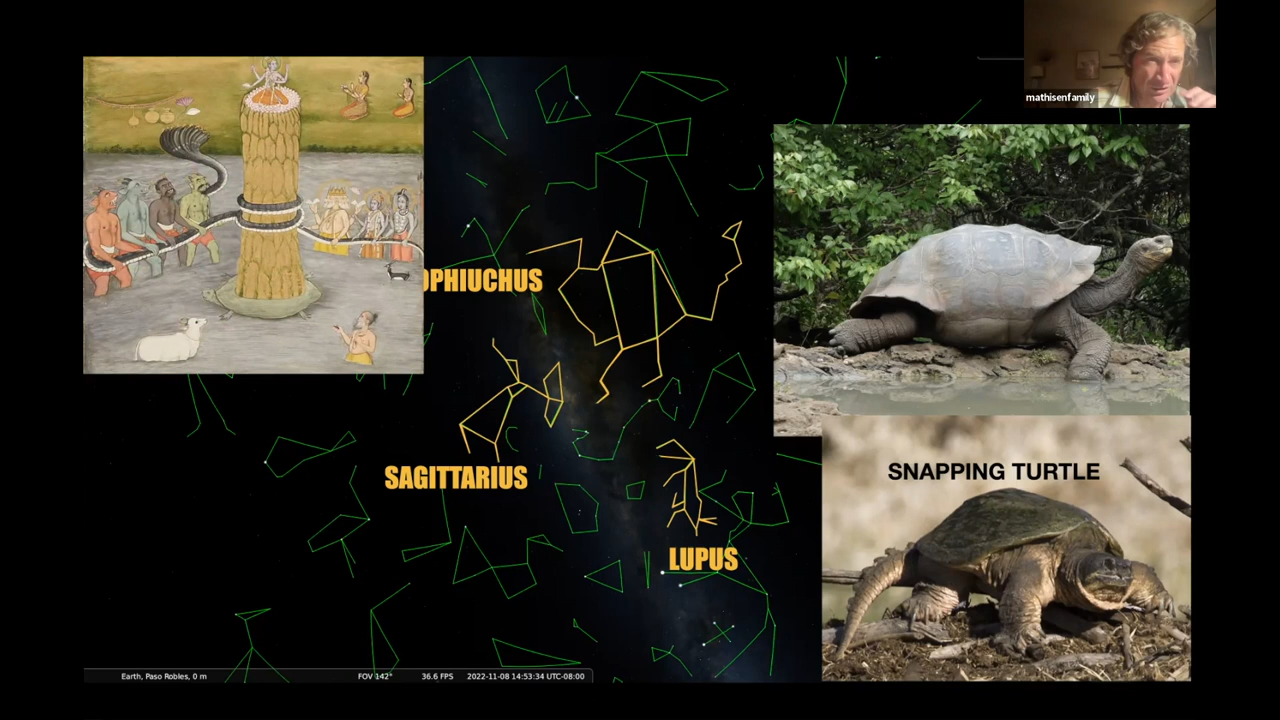 mathisenfamily
OPHIUCHUS
SAGITTARIUS
SNAPPING TURTLE
LUPUS
Earth, Paso Robles, 0 m FOV 142° 36.6 FPS 2022-11-08 14:53:34 UTC-08:00